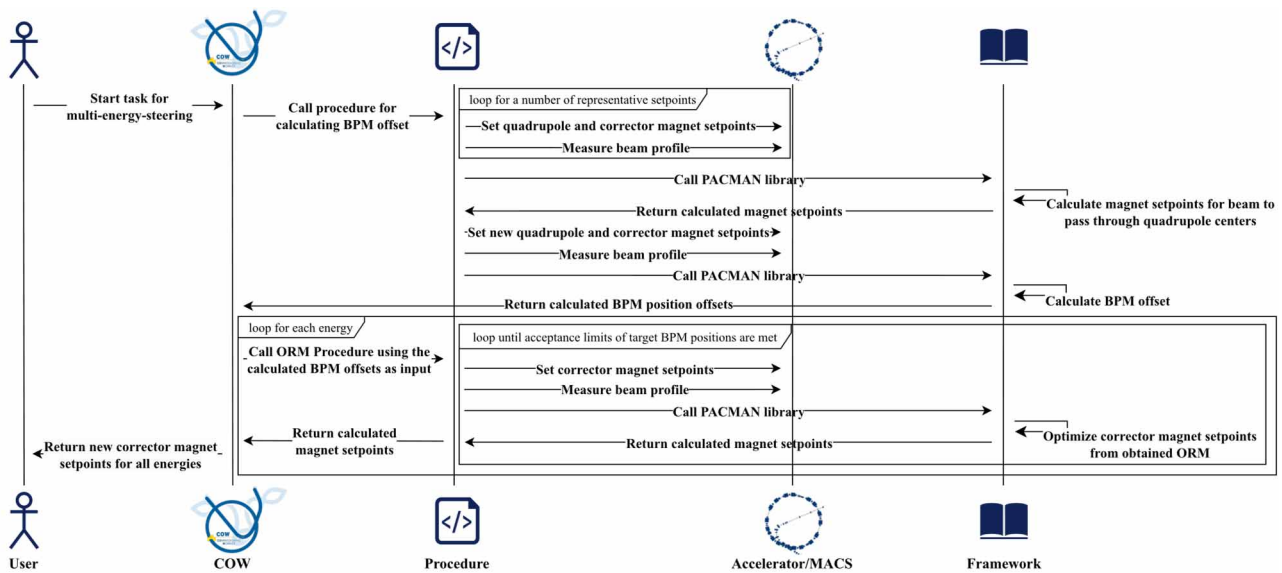 COW
</>
Start task for
multi-energy-steering
Call procedure for
calculating BPM offset
loop for a number of representative setpoints
Set quadrupole and corrector magnet setpoints
Measure beam profile
Call PACMAN library
Calculate magnet setpoints for beam to
pass through quadrupole centers
Return calculated magnet setpoints
Set new quadrupole and corrector magnet setpoints
Measure beam profile
Call PACMAN library
Calculate BPM offset
Return calculated BPM position offsets
loop for each energy
Call ORM Procedure using the
calculated BPM offsets as input
loop until acceptance limits of target BPM positions are met
Set corrector magnet setpoints
Measure beam profile
Call PACMAN library
Optimize corrector magnet setpoints
from obtained ORM
Return calculated magnet setpoints
Return calculated
magnet setpoints
Return new corrector magnet
setpoints for all energies
COW
</>
User
COW
Procedure
Accelerator/MACS
Framework